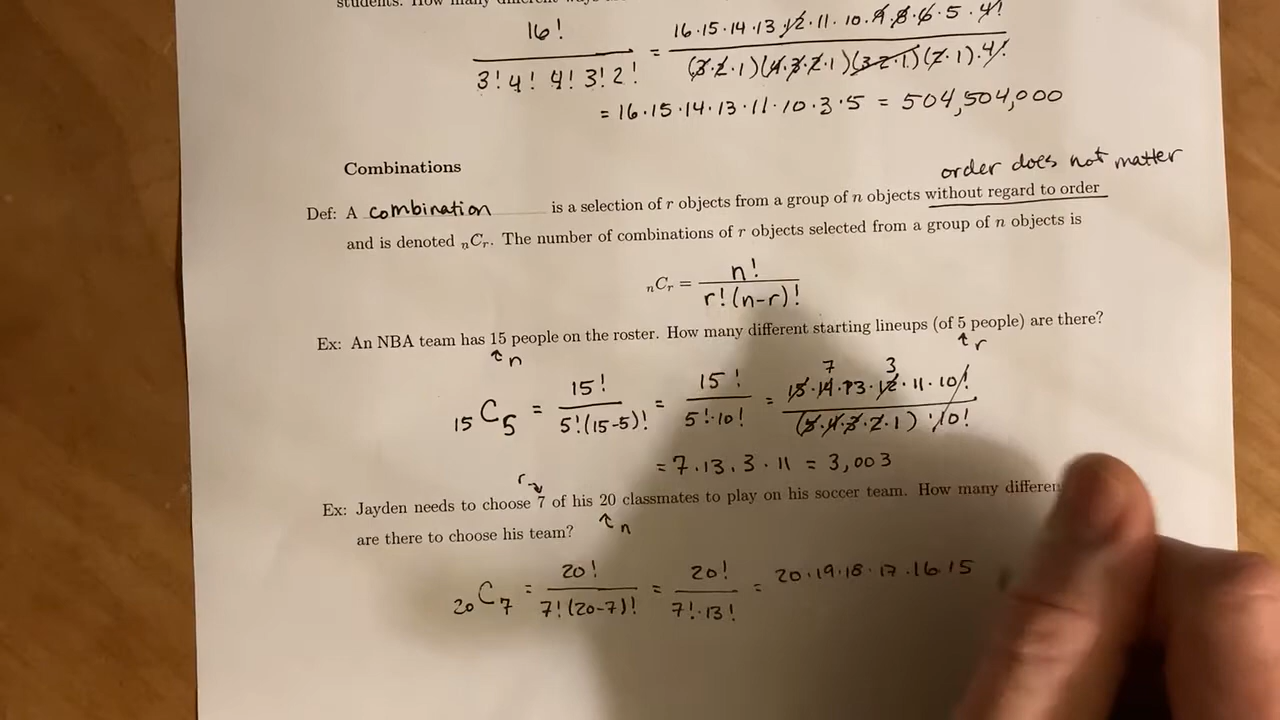 students. How many different ways
16! / 3! 4! 4! 3! 2! = 16·15·14·13·12·11·10·9·8·6·5·4! / (3·2·1)(4·3·2·1)(3·2·1)(2·1)·4!
= 16·15·14·13·11·10·3·5 = 504,504,000
Combinations
order does not matter
Def: A combination is a selection of r objects from a group of n objects without regard to order
and is denoted nCr. The number of combinations of r objects selected from a group of n objects is
nCr = n! / r!(n-r)!
Ex: An NBA team has 15 people on the roster. How many different starting lineups (of 5 people) are there?
↑n ↑r
7 3
15C5 = 15! / 5!(15-5)! = 15! / 5!·10! = 15·14·13·12·11·10! / (5·4·3·2·1)·10!
= 7·13·3·11 = 3,003
r
Ex: Jayden needs to choose 7 of his 20 classmates to play on his soccer team. How many
↑n
are there to choose his team?
20C7 = 20! / 7!(20-7)! = 20! / 7!·13! = 20·19·18·17·16·15